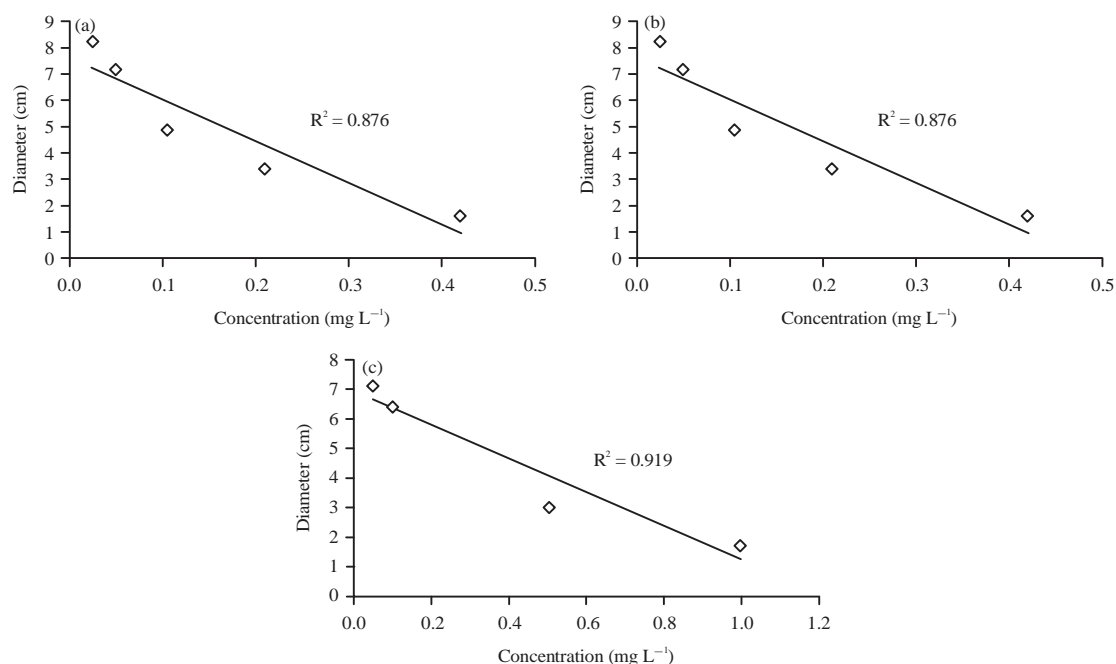 (a)
9
8
7
6
5
4
3
2
1
0
Diameter (cm)
R² = 0.876
0.0 0.1 0.2 0.3 0.4 0.5
Concentration (mg L⁻¹)
(b)
9
8
7
6
5
4
3
2
1
0
Diameter (cm)
R² = 0.876
0.0 0.1 0.2 0.3 0.4 0.5
Concentration (mg L⁻¹)
(c)
8
7
6
5
4
3
2
1
0
Diameter (cm)
R² = 0.919
0.0 0.2 0.4 0.6 0.8 1.0 1.2
Concentration (mg L⁻¹)